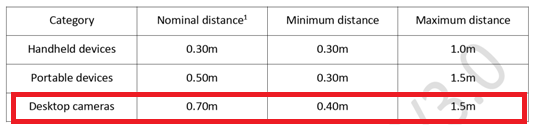 Category Nominal distance¹ Minimum distance Maximum distance
Handheld devices 0.30m 0.30m 1.0m
Portable devices 0.50m 0.30m 1.5m
Desktop cameras 0.70m 0.40m 1.5m